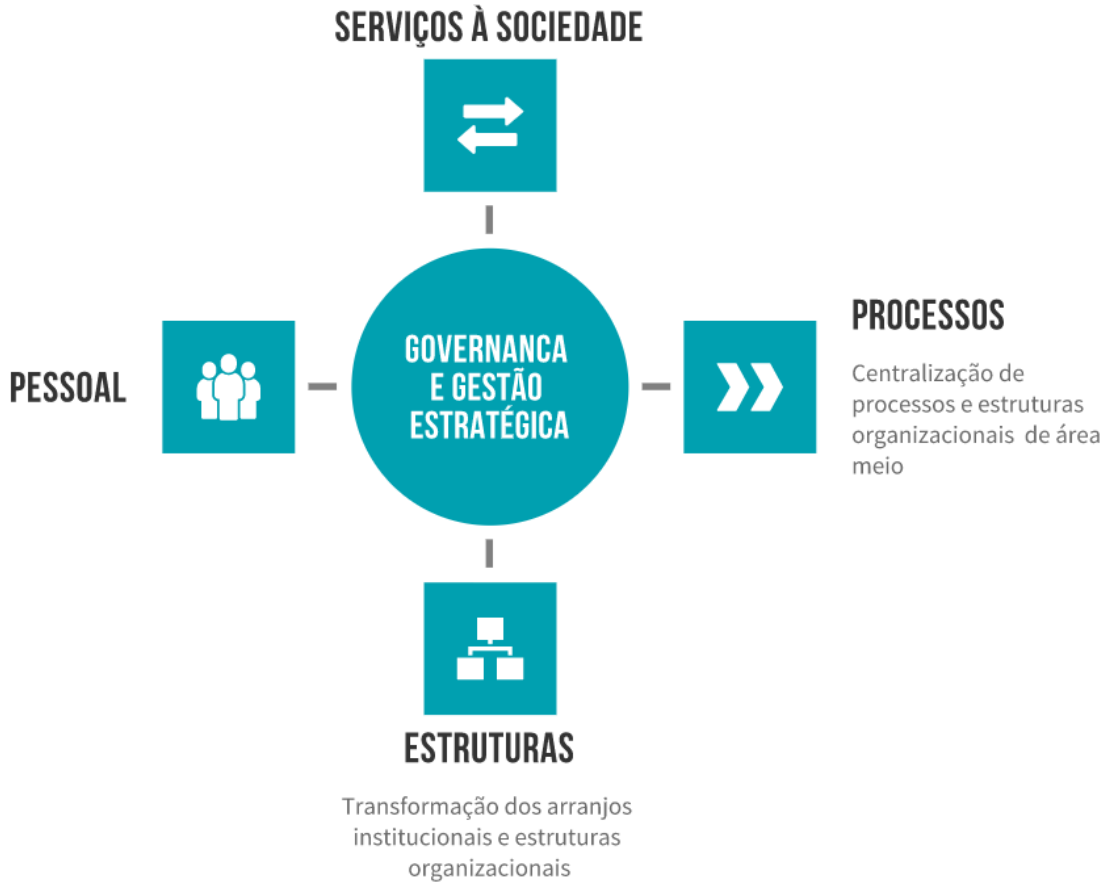 SERVIÇOS À SOCIEDADE
PESSOAL
GOVERNANCA
E GESTÃO
ESTRATÉGICA
PROCESSOS
Centralização de
processos e estruturas
organizacionais de área
meio
ESTRUTURAS
Transformação dos arranjos
institucionais e estruturas
organizacionais